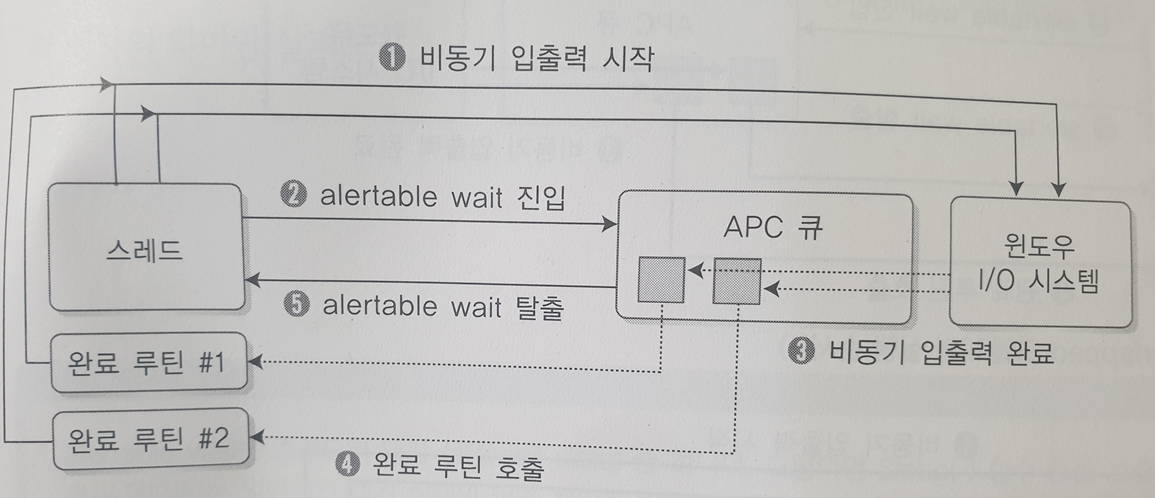 ❶ 비동기 입출력 시작
❷ alertable wait 진입
APC 큐
스레드
윈도우
I/O 시스템
❺ alertable wait 탈출
❸ 비동기 입출력 완료
완료 루틴 #1
완료 루틴 #2
❹ 완료 루틴 호출